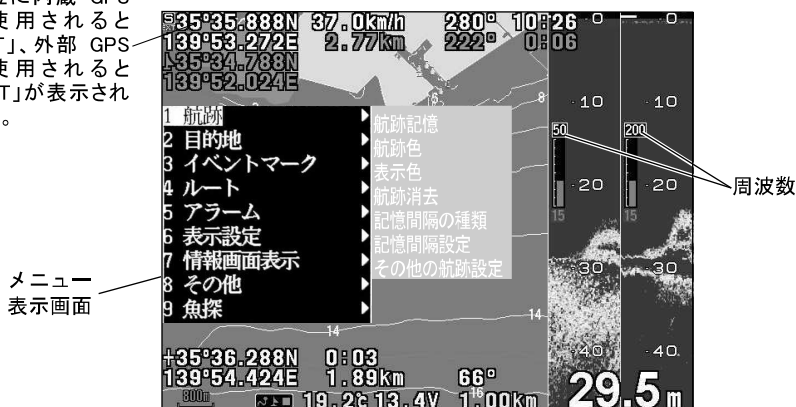 に内蔵 GPS
使用されると
」、外部 GPS
使用されると
T」が表示され
。
35°35.888N 37.0km/h 280° 10:26
139°53.272E 2.77km 222° 0:06
35°34.788N
139°52.024E
0 0
6
8
10 10
1 航跡
2 目的地
3 イベントマーク
4 ルート
5 アラーム
6 表示設定
7 情報画面表示
8 その他
9 魚探
航跡記憶
航跡色
表示色
航跡消去
記憶間隔の種類
記憶間隔設定
その他の航跡設定
50 200
周波数
20 20
15 15
30 30
メニュー
表示画面
14
14
40 40
+35°36.288N 0:03
139°54.424E 1.89km 66°
16
800m 19.2℃ 13.4V 1.00km
29.5m